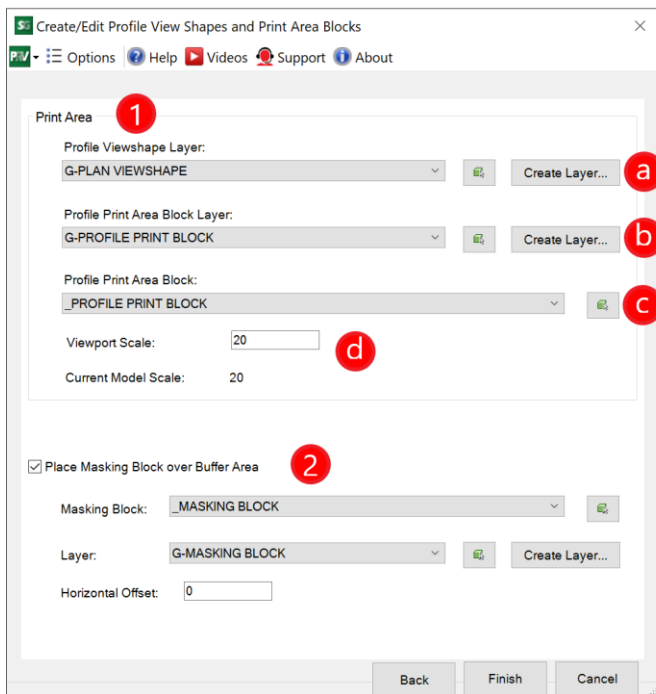 SG Create/Edit Profile View Shapes and Print Area Blocks
Options Help Videos Support About
Print Area 1
Profile Viewshape Layer:
G-PLAN VIEWSHAPE Create Layer... a
Profile Print Area Block Layer:
G-PROFILE PRINT BLOCK Create Layer... b
Profile Print Area Block:
_PROFILE PRINT BLOCK c
Viewport Scale: 20 d
Current Model Scale: 20
Place Masking Block over Buffer Area 2
Masking Block: _MASKING BLOCK
Layer: G-MASKING BLOCK Create Layer...
Horizontal Offset: 0
Back Finish Cancel